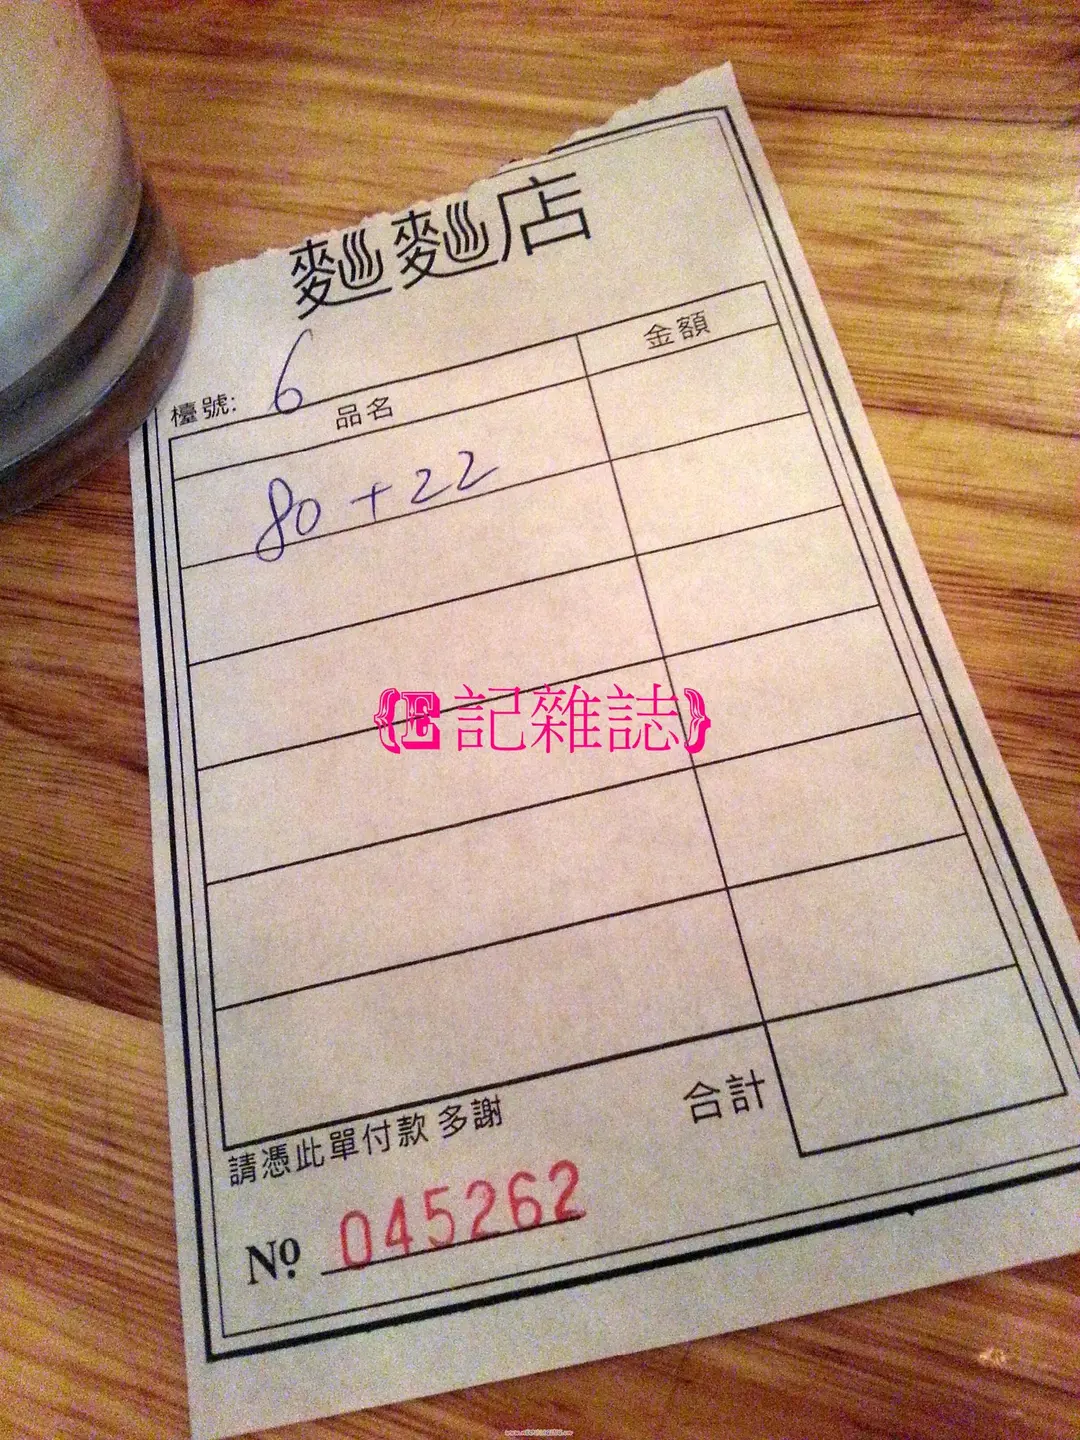 麵麵店
檯號: 6
品名 金額
80 + 22
{E記雜誌}
合計
請憑此單付款 多謝
Nº 045262